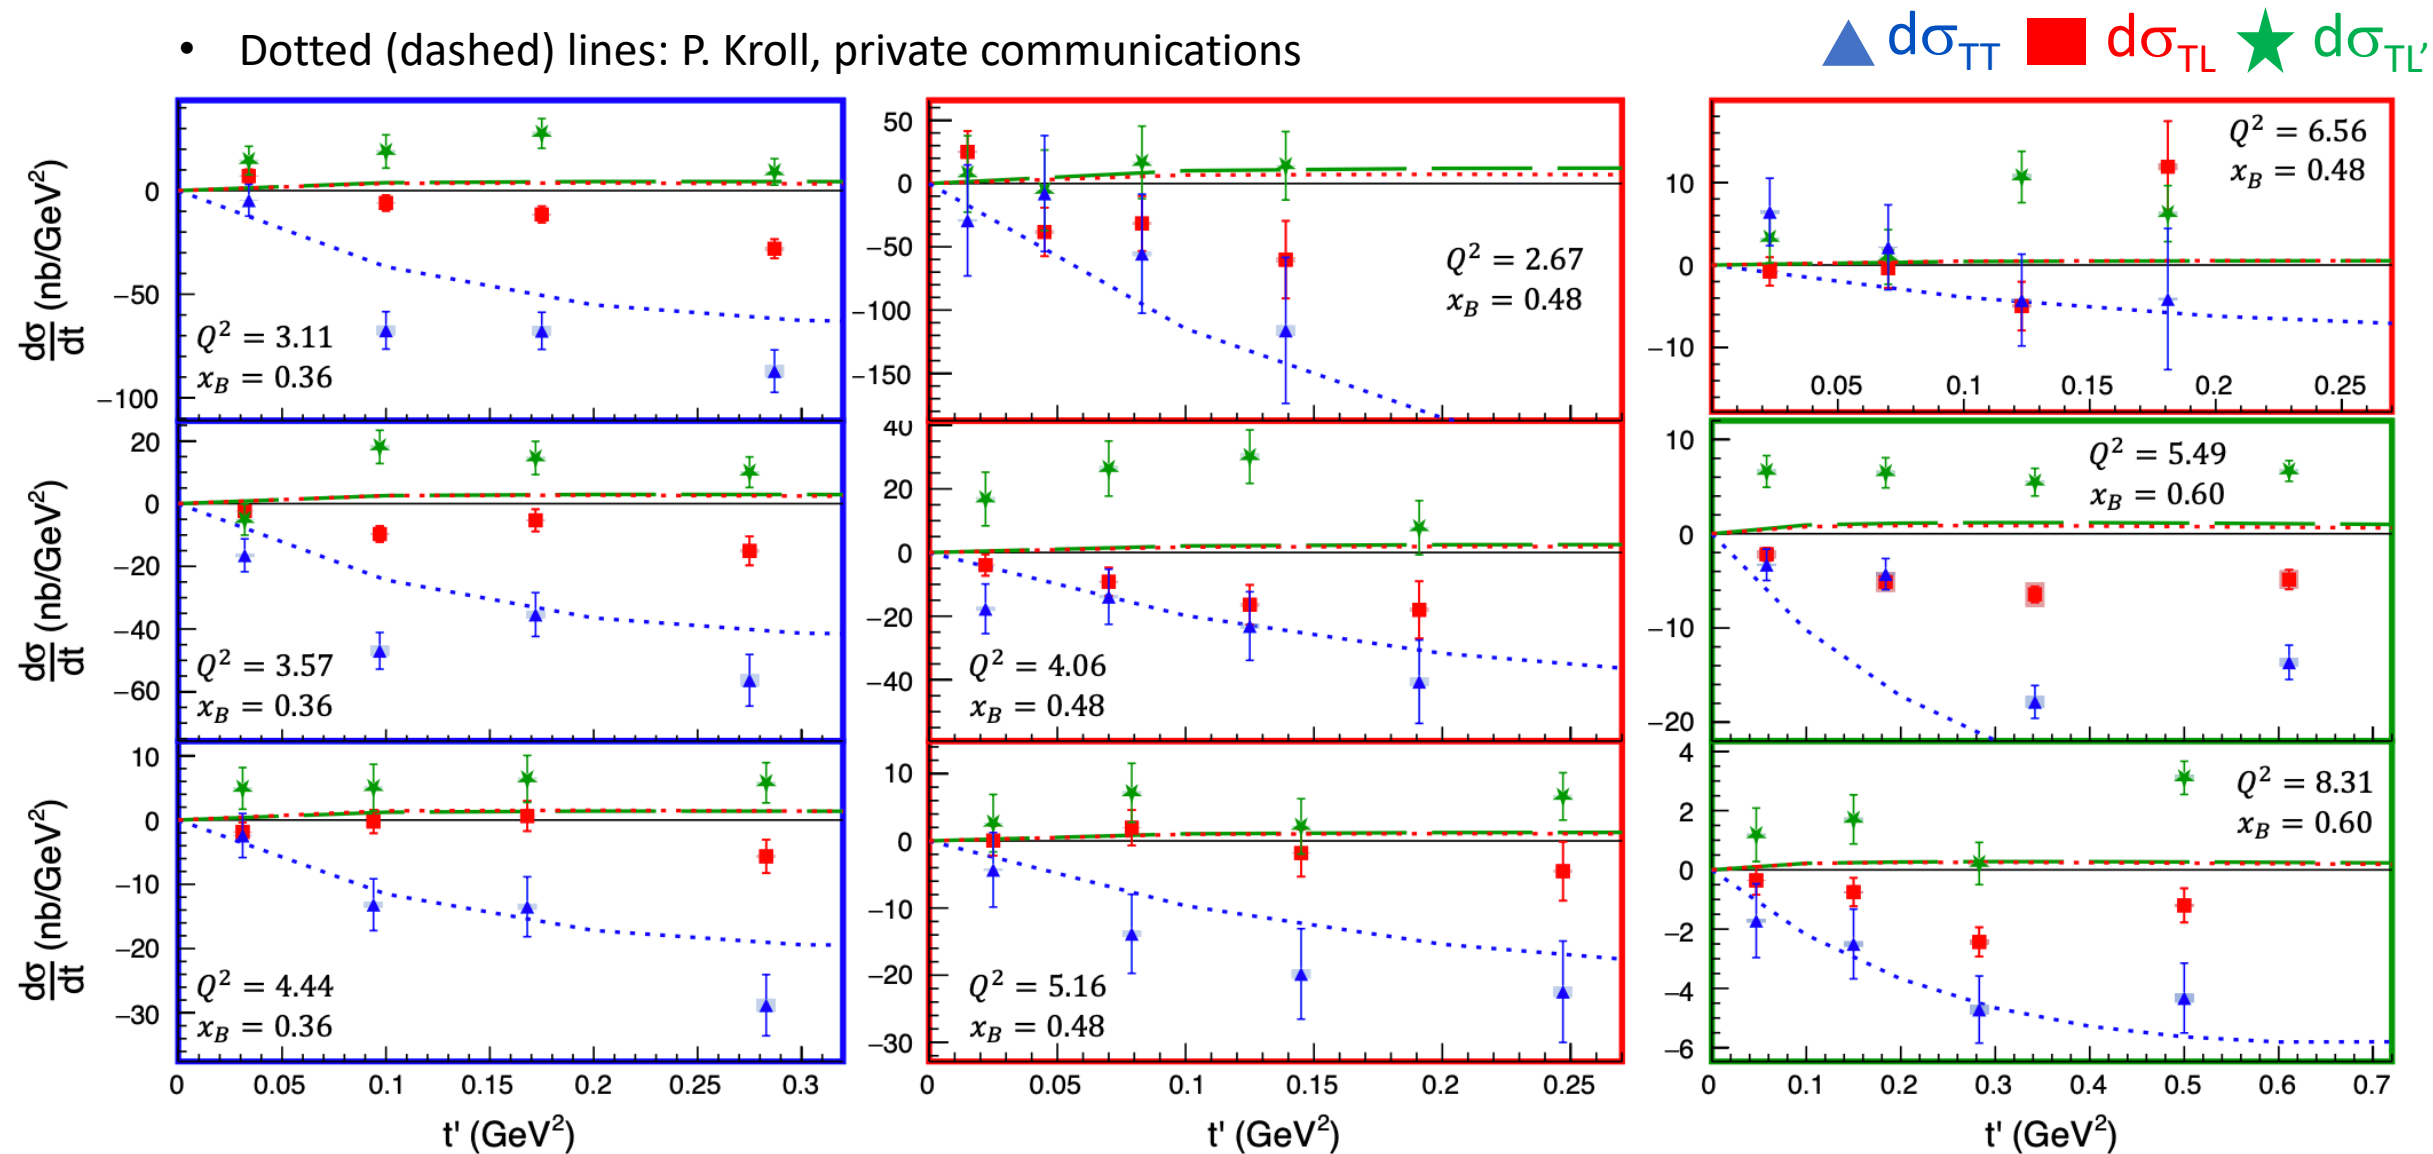 • Dotted (dashed) lines: P. Kroll, private communications
dσTT dσTL dσTL’
dσ/dt (nb/GeV²)
0
−50
−100
Q² = 3.11
xB = 0.36
50
0
−50
−100
−150
Q² = 2.67
xB = 0.48
10
0
−10
Q² = 6.56
xB = 0.48
0.05 0.1 0.15 0.2 0.25
dσ/dt (nb/GeV²)
20
0
−20
−40
−60
Q² = 3.57
xB = 0.36
40
20
0
−20
−40
Q² = 4.06
xB = 0.48
10
0
−10
−20
Q² = 5.49
xB = 0.60
dσ/dt (nb/GeV²)
10
0
−10
−20
−30
Q² = 4.44
xB = 0.36
10
0
−10
−20
−30
Q² = 5.16
xB = 0.48
4
2
0
−2
−4
−6
Q² = 8.31
xB = 0.60
0 0.05 0.1 0.15 0.2 0.25 0.3
0 0.05 0.1 0.15 0.2 0.25
0 0.1 0.2 0.3 0.4 0.5 0.6 0.7
t' (GeV²)
t' (GeV²)
t' (GeV²)